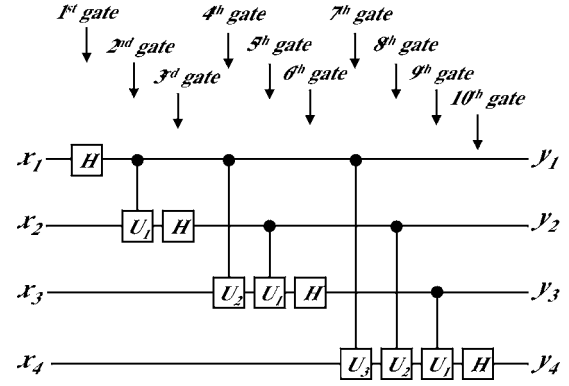 1st gate 4th gate 7th gate
2nd gate 5th gate 8th gate
3rd gate 6th gate 9th gate
10th gate
x1 H y1
x2 U1 H y2
x3 U2 U1 H y3
x4 U3 U2 U1 H y4